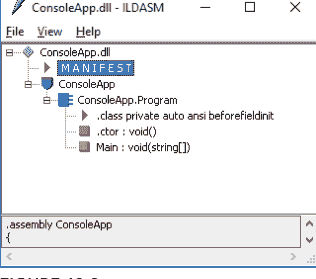 ConsoleApp.dll - ILDASM
File View Help
ConsoleApp.dll
MANIFEST
ConsoleApp
ConsoleApp.Program
.class private auto ansi beforefieldinit
.ctor : void()
Main : void(string[])
.assembly ConsoleApp
{